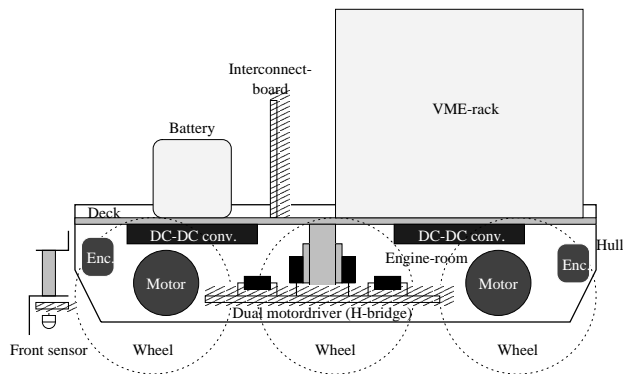 Interconnect-
board
VME-rack
Battery
Deck
DC-DC conv.
DC-DC conv.
Hull
Enc.
Engine-room
Enc.
Motor
Motor
Dual motordriver (H-bridge)
Front sensor
Wheel
Wheel
Wheel